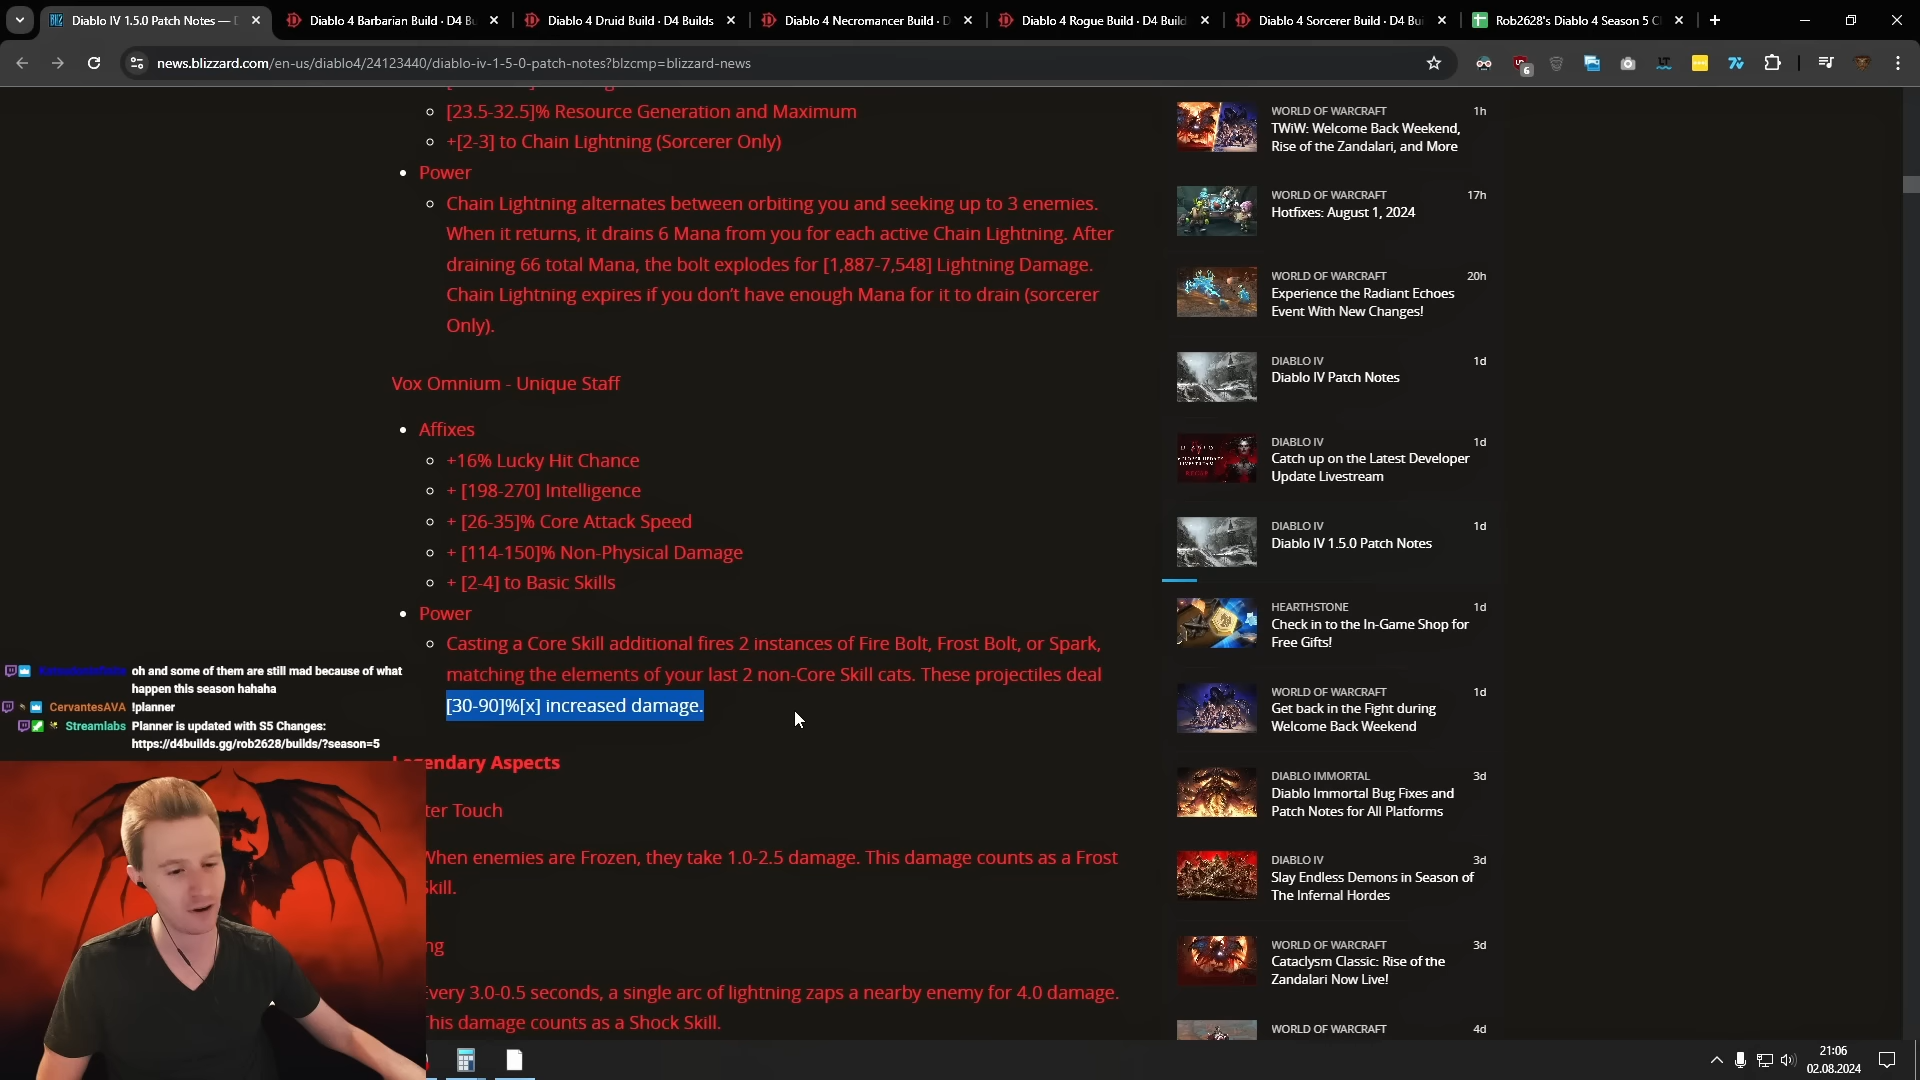 Diablo IV 1.5.0 Patch Notes — D
Diablo 4 Barbarian Build · D4 Bu
Diablo 4 Druid Build · D4 Builds
Diablo 4 Necromancer Build · D
Diablo 4 Rogue Build · D4 Build
Diablo 4 Sorcerer Build · D4 Bui
Rob2628's Diablo 4 Season 5 C
news.blizzard.com/en-us/diablo4/24123440/diablo-iv-1-5-0-patch-notes?blzcmp=blizzard-news
6
[23.5-32.5]% Resource Generation and Maximum
+[2-3] to Chain Lightning (Sorcerer Only)
Power
Chain Lightning alternates between orbiting you and seeking up to 3 enemies.
When it returns, it drains 6 Mana from you for each active Chain Lightning. After
draining 66 total Mana, the bolt explodes for [1,887-7,548] Lightning Damage.
Chain Lightning expires if you don't have enough Mana for it to drain (sorcerer
Only).
Vox Omnium - Unique Staff
Affixes
+16% Lucky Hit Chance
+ [198-270] Intelligence
+ [26-35]% Core Attack Speed
+ [114-150]% Non-Physical Damage
+ [2-4] to Basic Skills
Power
Casting a Core Skill additional fires 2 instances of Fire Bolt, Frost Bolt, or Spark,
matching the elements of your last 2 non-Core Skill cats. These projectiles deal
[30-90]%[x] increased damage.
Legendary Aspects
ter Touch
When enemies are Frozen, they take 1.0-2.5 damage. This damage counts as a Frost
Skill.
ng
Every 3.0-0.5 seconds, a single arc of lightning zaps a nearby enemy for 4.0 damage.
This damage counts as a Shock Skill.
oh and some of them are still mad because of what
happen this season hahaha
CervantesAVA !planner
Streamlabs Planner is updated with S5 Changes:
https://d4builds.gg/rob2628/builds/?season=5
WORLD OF WARCRAFT 1h
TWiW: Welcome Back Weekend,
Rise of the Zandalari, and More
WORLD OF WARCRAFT 17h
Hotfixes: August 1, 2024
WORLD OF WARCRAFT 20h
Experience the Radiant Echoes
Event With New Changes!
DIABLO IV 1d
Diablo IV Patch Notes
DIABLO IV 1d
Catch up on the Latest Developer
Update Livestream
DIABLO IV 1d
Diablo IV 1.5.0 Patch Notes
HEARTHSTONE 1d
Check in to the In-Game Shop for
Free Gifts!
WORLD OF WARCRAFT 1d
Get back in the Fight during
Welcome Back Weekend
DIABLO IMMORTAL 3d
Diablo Immortal Bug Fixes and
Patch Notes for All Platforms
DIABLO IV 3d
Slay Endless Demons in Season of
The Infernal Hordes
WORLD OF WARCRAFT 3d
Cataclysm Classic: Rise of the
Zandalari Now Live!
WORLD OF WARCRAFT 4d
21:06
02.08.2024